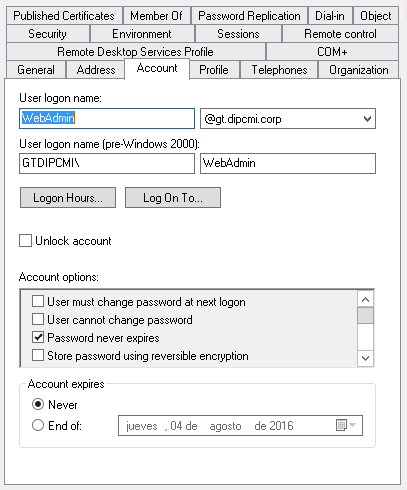 Published Certificates Member Of Password Replication Dial-in Object
Security Environment Sessions Remote control
Remote Desktop Services Profile COM+
General Address Account Profile Telephones Organization
User logon name:
WebAdmin @gt.dipcmi.corp
User logon name (pre-Windows 2000):
GTDIPCMI\ WebAdmin
Logon Hours... Log On To...
Unlock account
Account options:
User must change password at next logon
User cannot change password
Password never expires
Store password using reversible encryption
Account expires
Never
End of: jueves , 04 de agosto de 2016